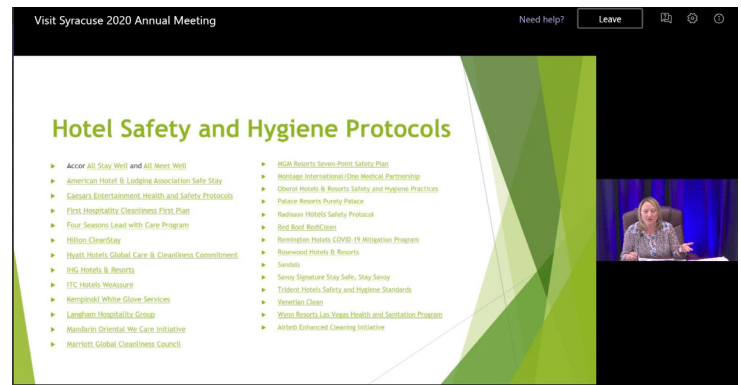 Visit Syracuse 2020 Annual Meeting
Need help?
Leave
Hotel Safety and Hygiene Protocols
Accor All Stay Well and All Meet Well
American Hotel & Lodging Association Safe Stay
Caesars Entertainment Health and Safety Protocols
First Hospitality Cleanliness First Plan
Four Seasons Lead with Care Program
Hilton CleanStay
Hyatt Hotels Global Care & Cleanliness Commitment
IHG Hotels & Resorts
ITC Hotels WeAssure
Kempinski White Glove Services
Langham Hospitality Group
Mandarin Oriental We Care Initiative
Marriott Global Cleanliness Council
MGM Resorts Seven-Point Safety Plan
Montage International/One Medical Partnership
Oberoi Hotels & Resorts Safety and Hygiene Practices
Palace Resorts Purely Palace
Radisson Hotels Safety Protocol
Red Roof RediClean
Remington Hotels COVID-19 Mitigation Program
Rosewood Hotels & Resorts
Sandals
Savoy Signature Stay Safe, Stay Savoy
Trident Hotels Safety and Hygiene Standards
Venetian Clean
Wynn Resorts Las Vegas Health and Sanitation Program
Airbnb Enhanced Cleaning Initiative